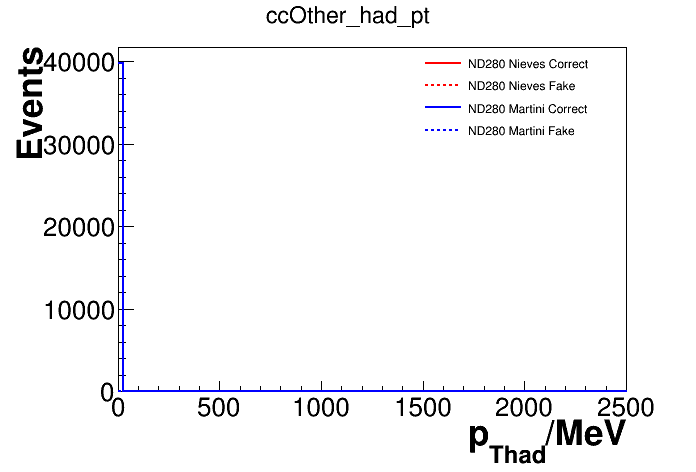 ccOther_had_pt
Events
40000
30000
20000
10000
0
ND280 Nieves Correct
ND280 Nieves Fake
ND280 Martini Correct
ND280 Martini Fake
0 500 1000 1500 2000 2500
p_Thad/MeV